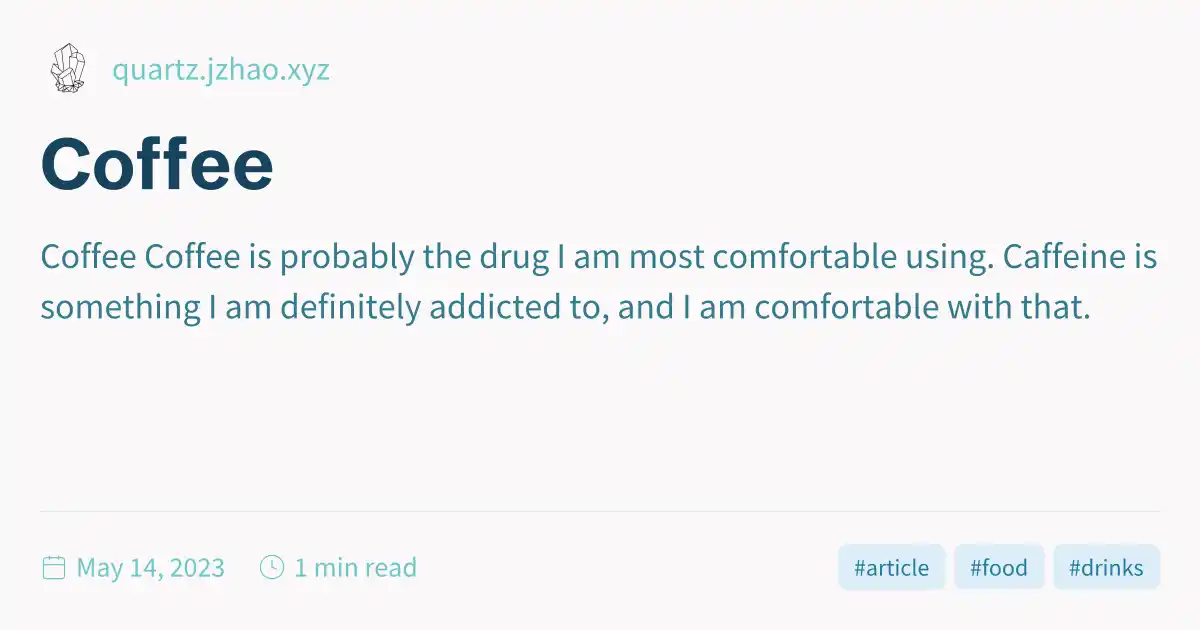 quartz.jzhao.xyz
Coffee
Coffee Coffee is probably the drug I am most comfortable using. Caffeine is
something I am definitely addicted to, and I am comfortable with that.
May 14, 2023 1 min read #article #food #drinks